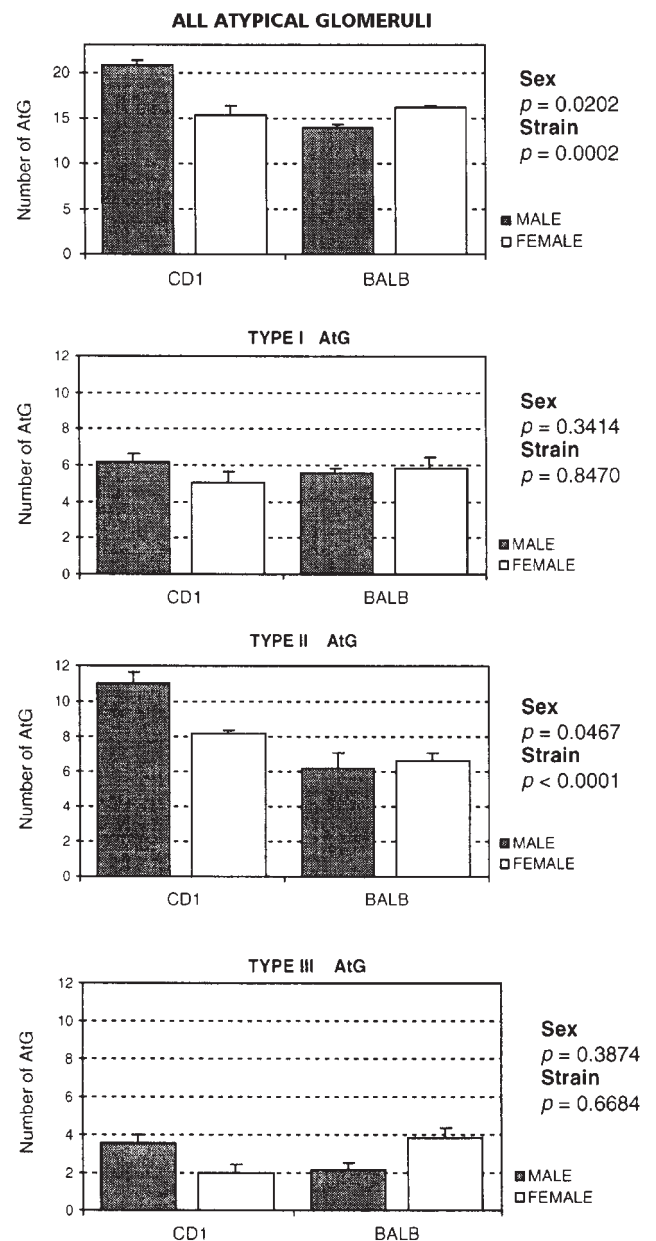 ALL ATYPICAL GLOMERULI
Number of AtG
20
15
10
5
0
CD1
BALB
Sex
p = 0.0202
Strain
p = 0.0002
MALE
FEMALE
TYPE I AtG
Number of AtG
12
10
8
6
4
2
0
CD1
BALB
Sex
p = 0.3414
Strain
p = 0.8470
MALE
FEMALE
TYPE II AtG
Number of AtG
12
10
8
6
4
2
0
CD1
BALB
Sex
p = 0.0467
Strain
p < 0.0001
MALE
FEMALE
TYPE III AtG
Number of AtG
12
10
8
6
4
2
0
CD1
BALB
Sex
p = 0.3874
Strain
p = 0.6684
MALE
FEMALE